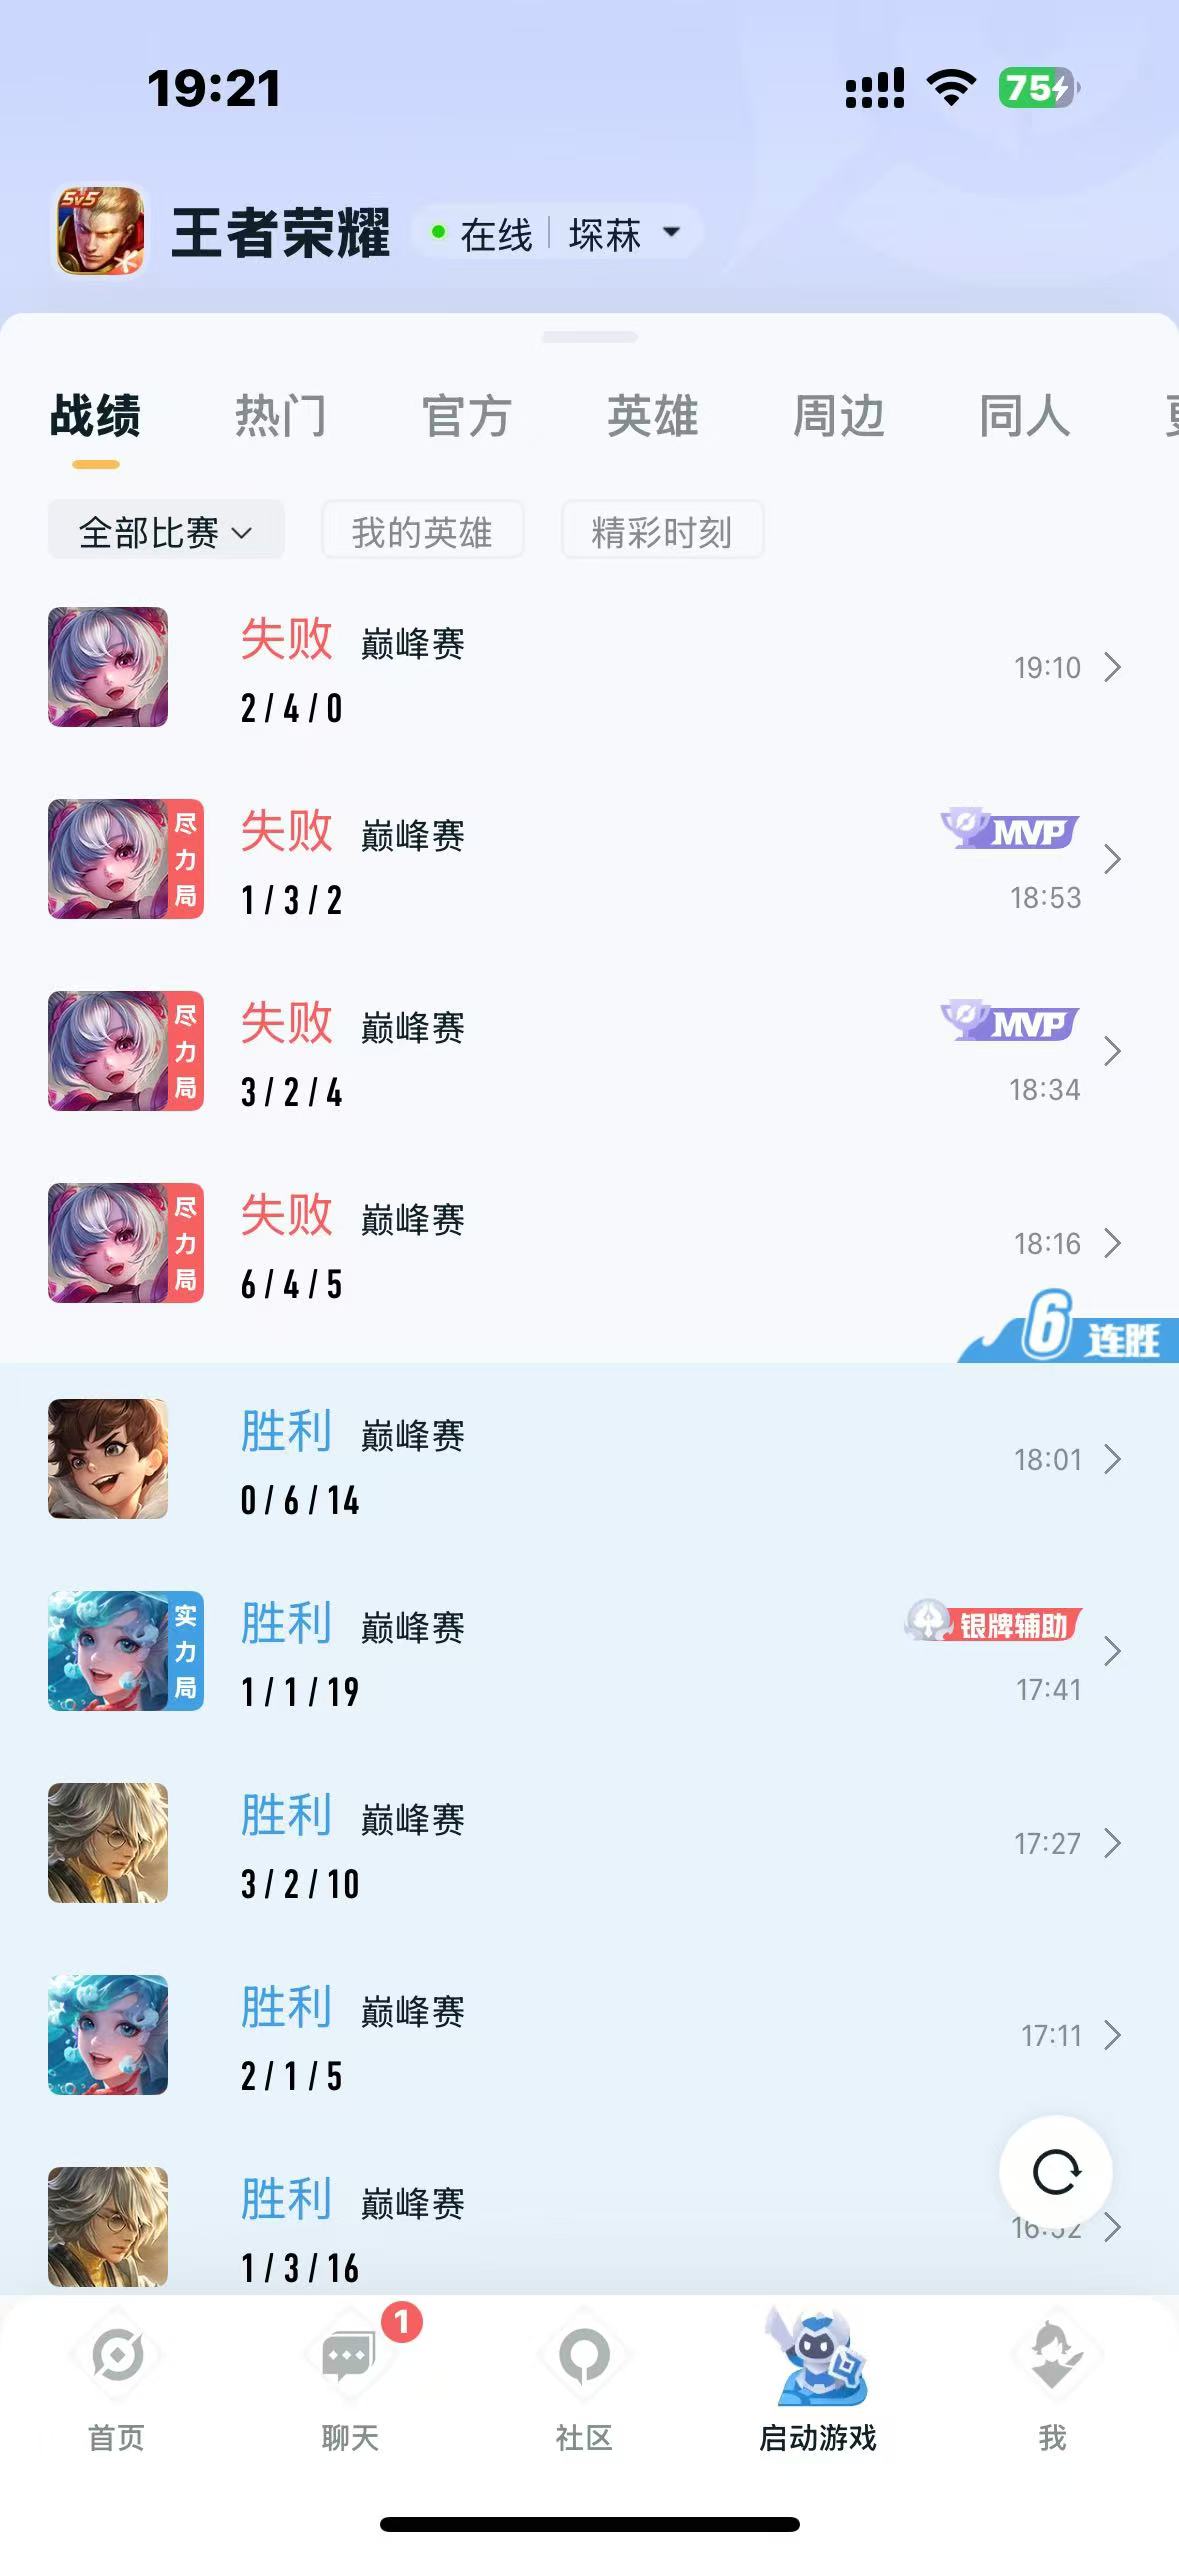 19:21
75
5v5
王者荣耀 在线 堔菻
战绩 热门 官方 英雄 周边 同人
全部比赛 我的英雄 精彩时刻
失败 巅峰赛
2 / 4 / 0
19:10
尽力局
失败 巅峰赛
1 / 3 / 2
MVP
18:53
尽力局
失败 巅峰赛
3 / 2 / 4
MVP
18:34
尽力局
失败 巅峰赛
6 / 4 / 5
18:16
6 连胜
胜利 巅峰赛
0 / 6 / 14
18:01
实力局
胜利 巅峰赛
1 / 1 / 19
银牌辅助
17:41
胜利 巅峰赛
3 / 2 / 10
17:27
胜利 巅峰赛
2 / 1 / 5
17:11
胜利 巅峰赛
1 / 3 / 16
16:52
1
首页 聊天 社区 启动游戏 我